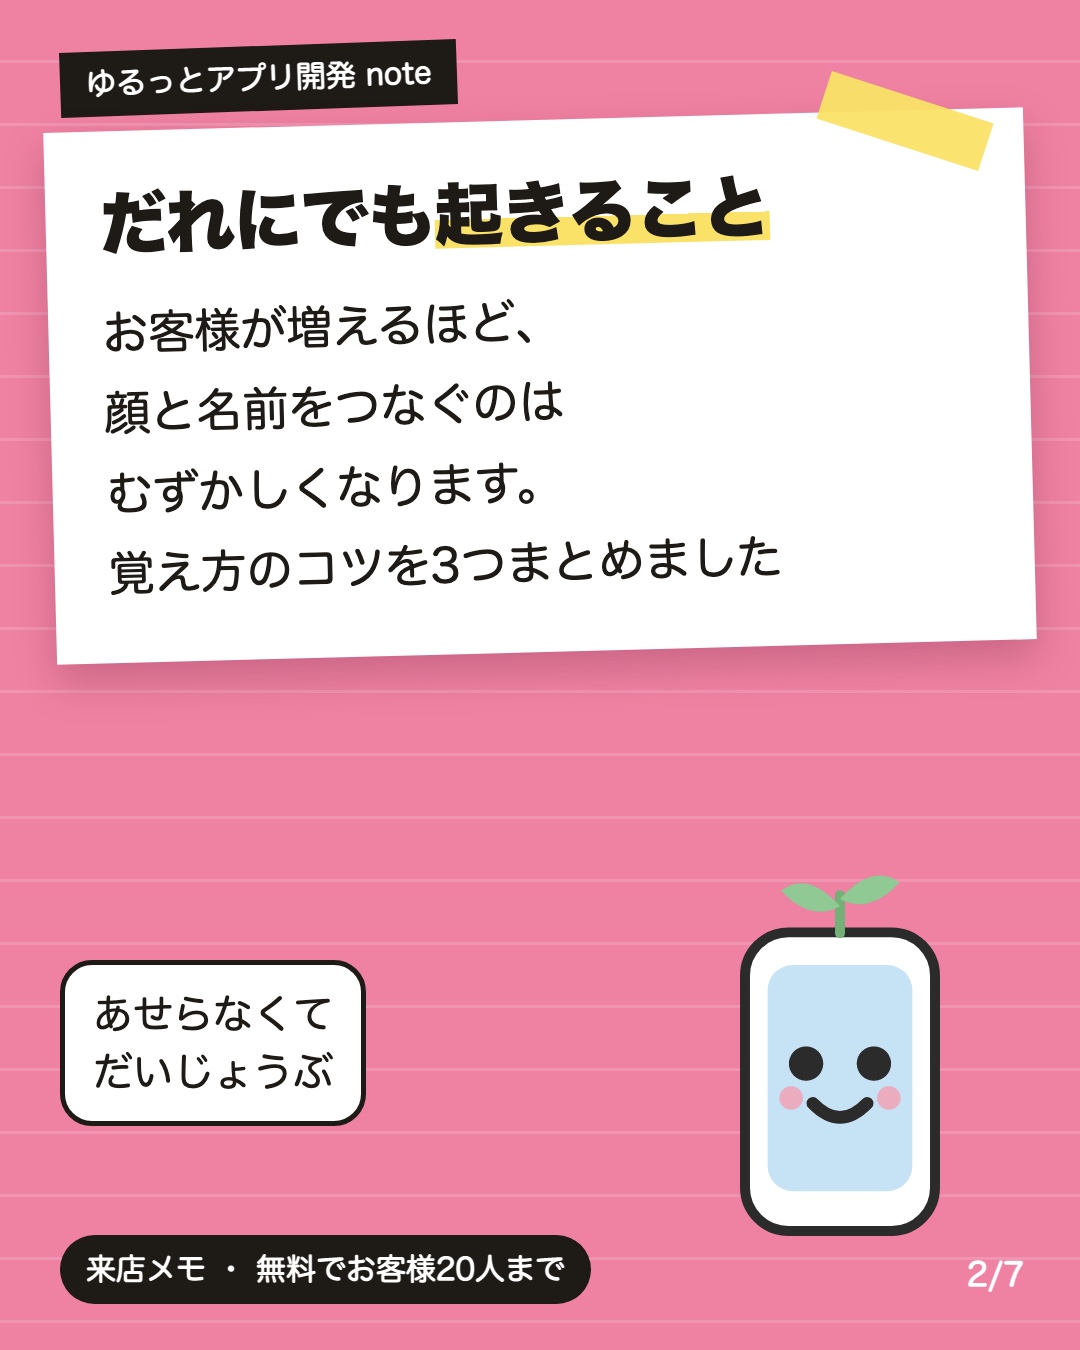 ゆるっとアプリ開発 note
だれにでも起きること
お客様が増えるほど、
顔と名前をつなぐのは
むずかしくなります。
覚え方のコツを3つまとめました
あせらなくて
だいじょうぶ
来店メモ ・ 無料でお客様20人まで
2/7